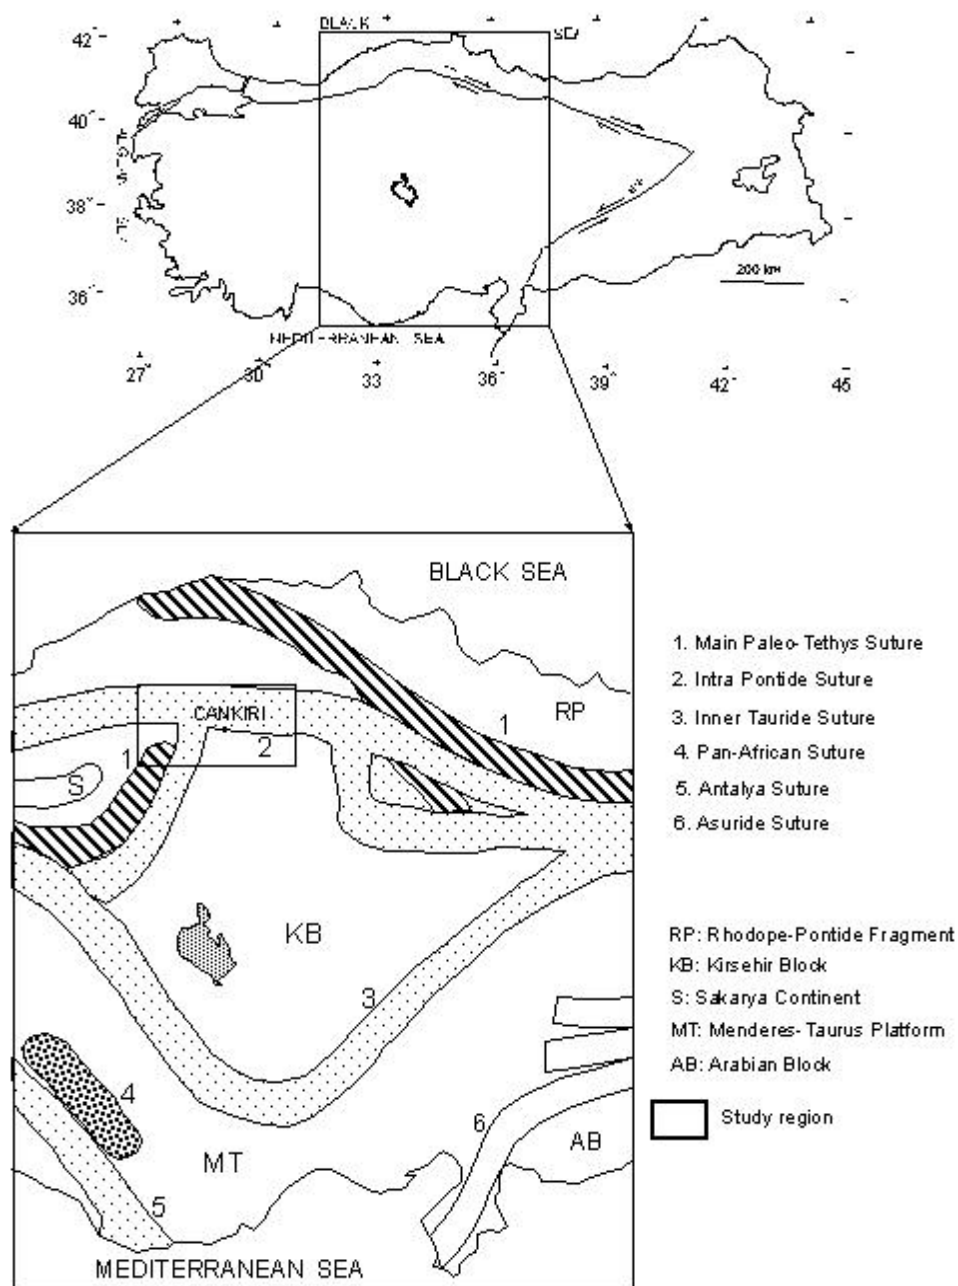 BLACK
SEA
42°
40°
38°
36°
200 km
MEDITERRANEAN SEA
27°
30°
33
36°
39°
42°
45
BLACK SEA
1
RP
CANKIRI
2
1
S
KB
3
4
6
MT
AB
5
MEDITERRANEAN SEA
1. Main Paleo-Tethys Suture
2. Intra Pontide Suture
3. Inner Tauride Suture
4. Pan-African Suture
5. Antalya Suture
6. Asuride Suture
RP: Rhodope-Pontide Fragment
KB: Kirsehir Block
S: Sakarya Continent
MT: Menderes-Taurus Platform
AB: Arabian Block
Study region